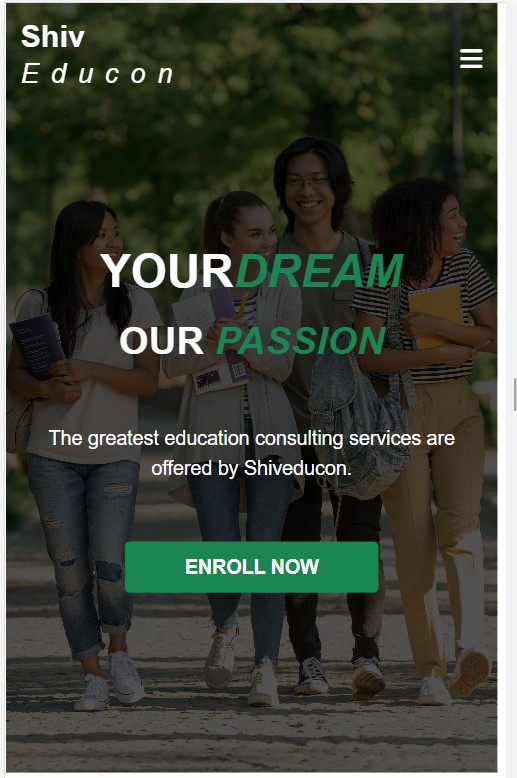 Shiv
Educon
YOURDREAM
OUR PASSION
The greatest education consulting services are
offered by Shiveducon.
ENROLL NOW